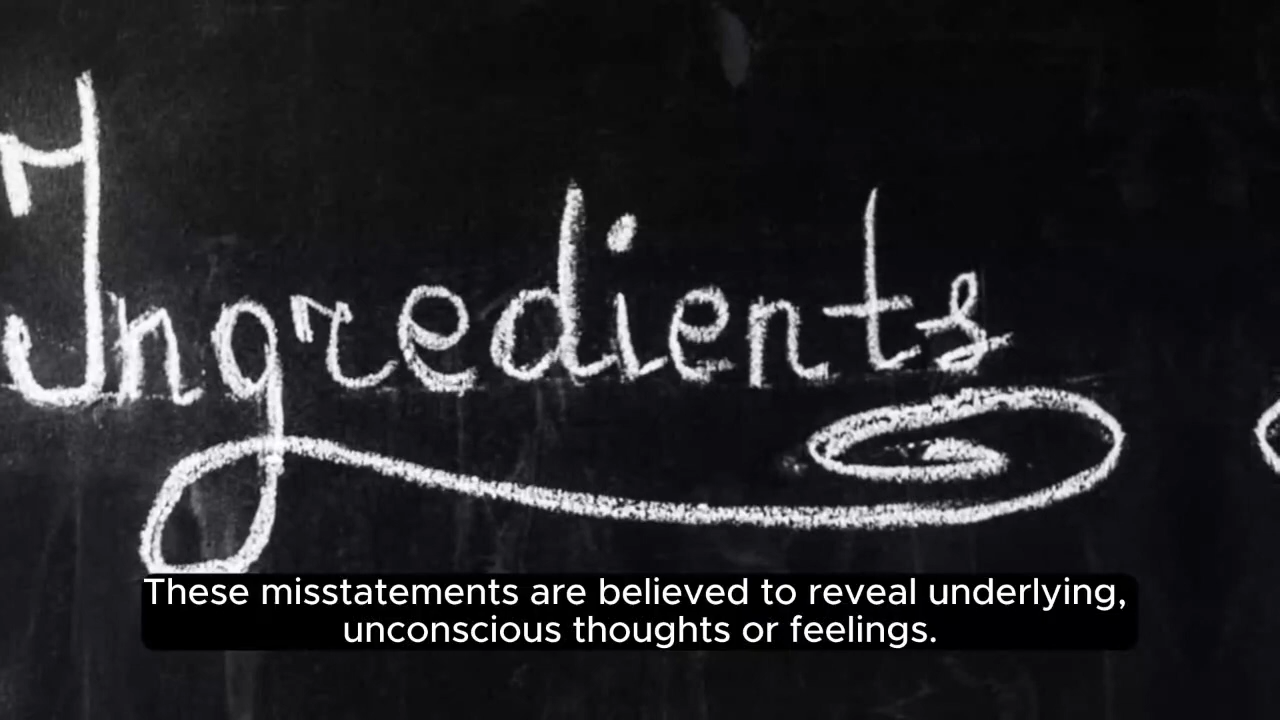 Ingredients
These misstatements are believed to reveal underlying,
unconscious thoughts or feelings.